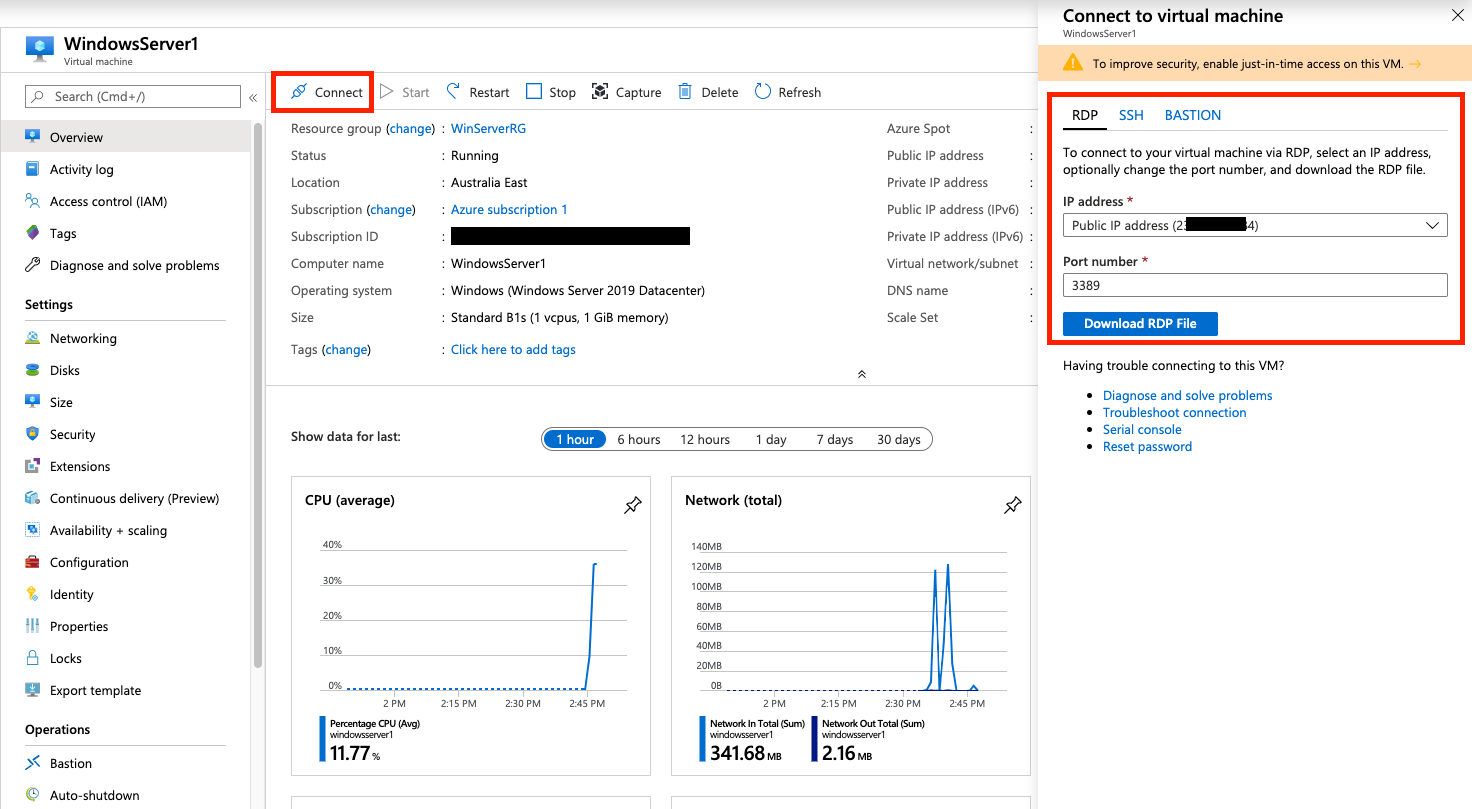 WindowsServer1
Virtual machine
Search (Cmd+/)
«
Overview
Activity log
Access control (IAM)
Tags
Diagnose and solve problems
Settings
Networking
Disks
Size
Security
Extensions
Continuous delivery (Preview)
Availability + scaling
Configuration
Identity
Properties
Locks
Export template
Operations
Bastion
Auto-shutdown
Connect Start Restart Stop Capture Delete Refresh
Resource group (change) : WinServerRG
Status : Running
Location : Australia East
Subscription (change) : Azure subscription 1
Subscription ID :
Computer name : WindowsServer1
Operating system : Windows (Windows Server 2019 Datacenter)
Size : Standard B1s (1 vcpus, 1 GiB memory)
Tags (change) : Click here to add tags
Azure Spot :
Public IP address :
Private IP address :
Public IP address (IPv6) :
Private IP address (IPv6) :
Virtual network/subnet :
DNS name :
Scale Set :
Show data for last: 1 hour 6 hours 12 hours 1 day 7 days 30 days
CPU (average)
40%
30%
20%
10%
0%
2 PM 2:15 PM 2:30 PM 2:45 PM
Percentage CPU (Avg)
windowsserver1
11.77 %
Network (total)
140MB
120MB
100MB
80MB
60MB
40MB
20MB
0B
2 PM 2:15 PM 2:30 PM 2:45 PM
Network In Total (Sum) Network Out Total (Sum)
windowsserver1 windowsserver1
341.68 MB 2.16 MB
Connect to virtual machine
WindowsServer1
To improve security, enable just-in-time access on this VM. →
RDP SSH BASTION
To connect to your virtual machine via RDP, select an IP address,
optionally change the port number, and download the RDP file.
IP address *
Public IP address (23 4)
Port number *
3389
Download RDP File
Having trouble connecting to this VM?
• Diagnose and solve problems
• Troubleshoot connection
• Serial console
• Reset password